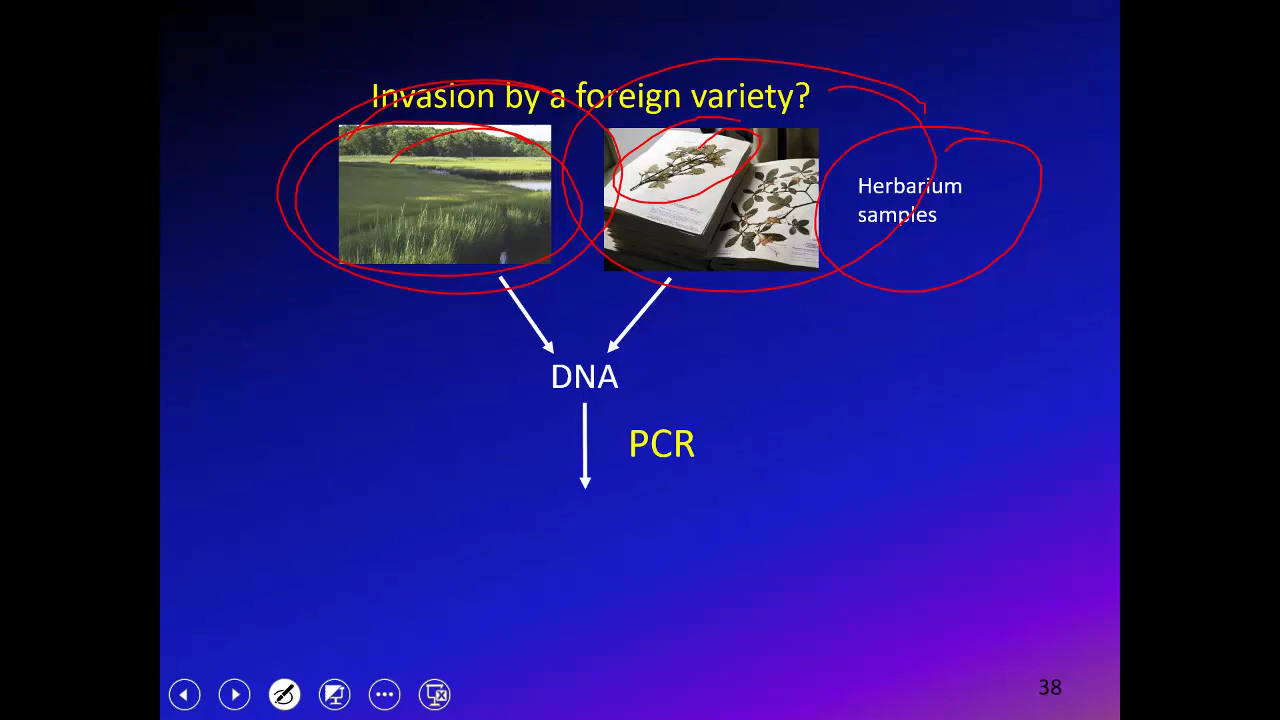 Invasion by a foreign variety?
Herbarium
samples
DNA
PCR
38